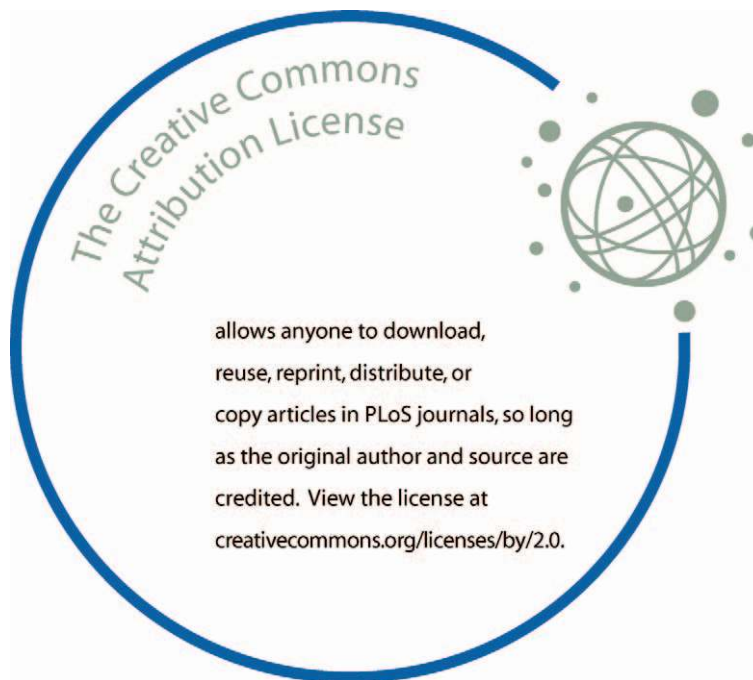 The Creative Commons
Attribution License
allows anyone to download,
reuse, reprint, distribute, or
copy articles in PLoS journals, so long
as the original author and source are
credited. View the license at
creativecommons.org/licenses/by/2.0.